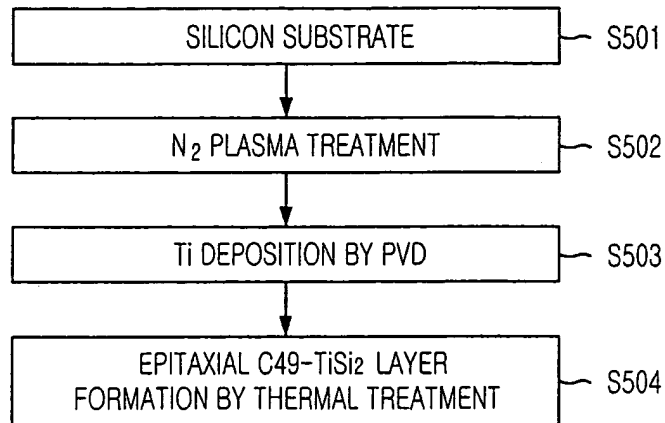 SILICON SUBSTRATE
S501
N2 PLASMA TREATMENT
S502
Ti DEPOSITION BY PVD
S503
EPITAXIAL C49-TiSi2 LAYER
FORMATION BY THERMAL TREATMENT
S504